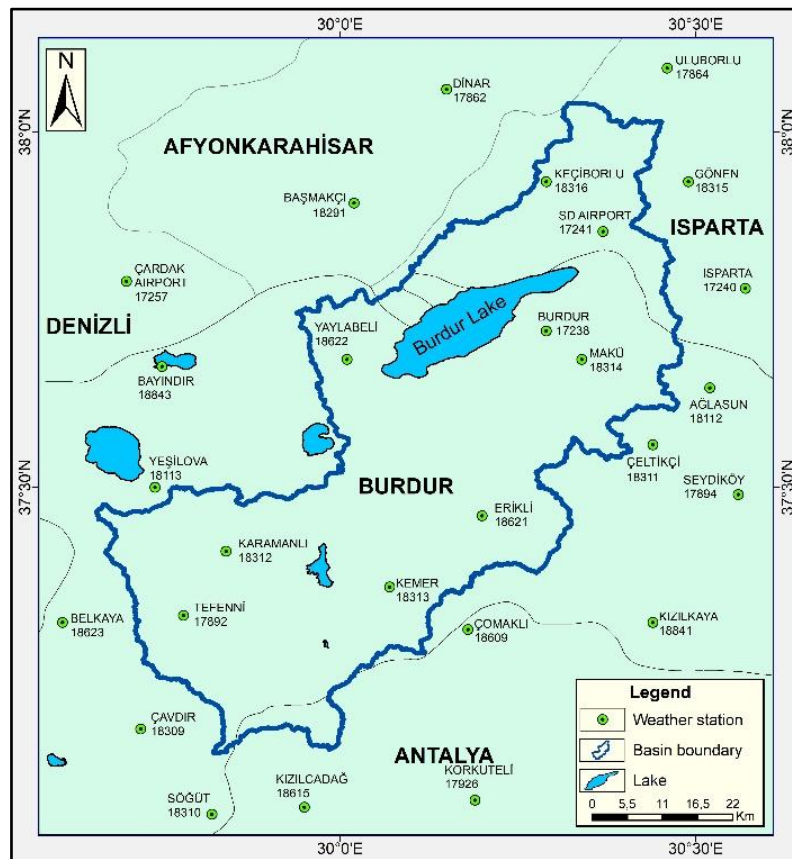 30°0'E
30°30'E
N
ULUBORLU
17864
DİNAR
17862
38°0'N
38°0'N
AFYONKARAHİSAR
KEÇİBORLU
18316
GÖNEN
18315
BAŞMAKÇI
18291
SD AIRPORT
17241
ISPARTA
ÇARDAK
AIRPORT
17257
ISPARTA
17240
DENİZLİ
YAYLABELİ
18622
Burdur Lake
BURDUR
17238
MAKÜ
18314
BAYINDIR
18843
AĞLASUN
18112
YEŞİLOVA
18113
ÇELTİKÇİ
18311
SEYDİKÖY
17894
37°30'N
37°30'N
BURDUR
ERİKLİ
18621
KARAMANLI
18312
KEMER
18313
BELKAYA
18623
TEFENNİ
17892
ÇOMAKLI
18609
KIZILKAYA
18841
ÇAVDIR
18309
ANTALYA
KORKUTELİ
17926
KIZILCADAĞ
18615
SÖĞÜT
18310
Legend
Weather station
Basin boundary
Lake
0 5,5 11 16,5 22
Km
30°0'E
30°30'E